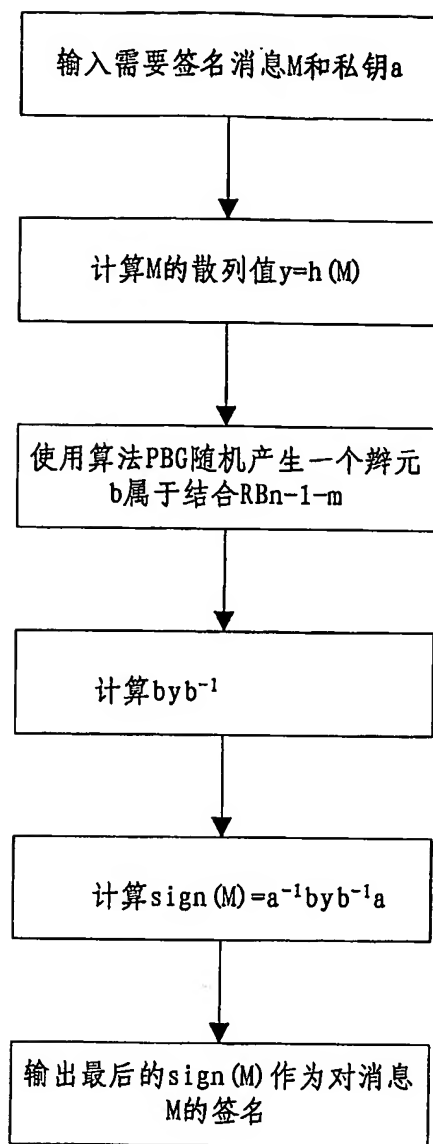 输入需要签名消息M和私钥a
计算M的散列值y=h(M)
使用算法PBG随机产生一个辫元
b属于结合RBn-1-m
计算byb⁻¹
计算sign(M)=a⁻¹byb⁻¹a
输出最后的sign(M)作为对消息
M的签名